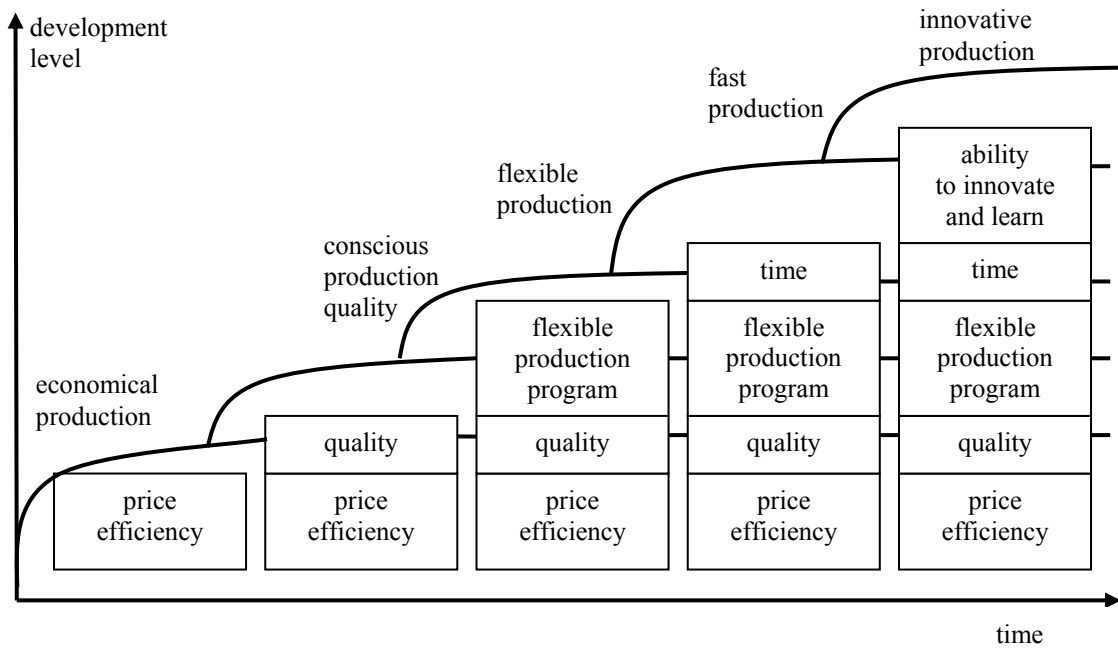 development
level
innovative
production
fast
production
flexible
production
conscious
production
quality
economical
production
ability
to innovate
and learn
time
time
flexible
production
program
flexible
production
program
flexible
production
program
quality
quality
quality
quality
price
efficiency
price
efficiency
price
efficiency
price
efficiency
price
efficiency
time